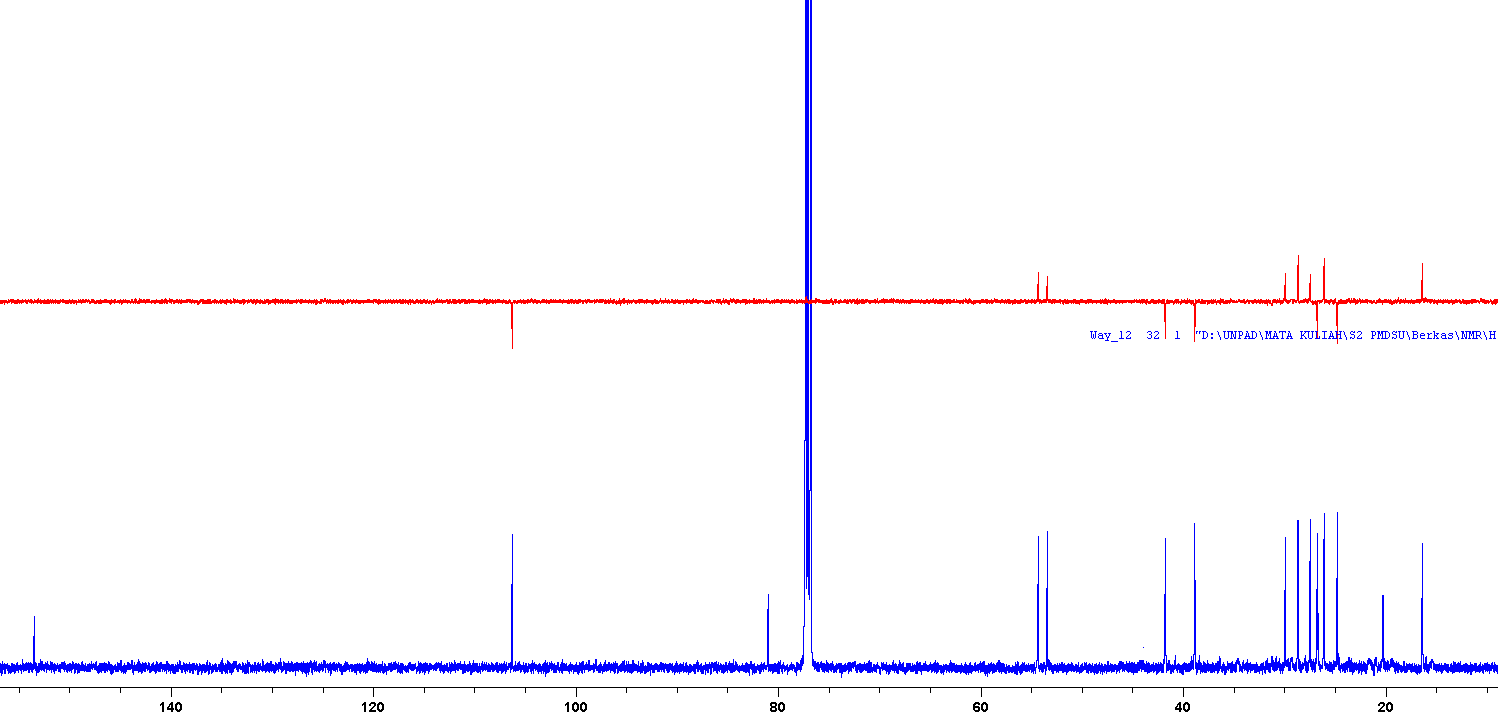 Way_12 32 1 "D:\UNPAD\MATA KULIAH\S2 PMDSU\Berkas\NMR\H
140 120 100 80 60 40 20